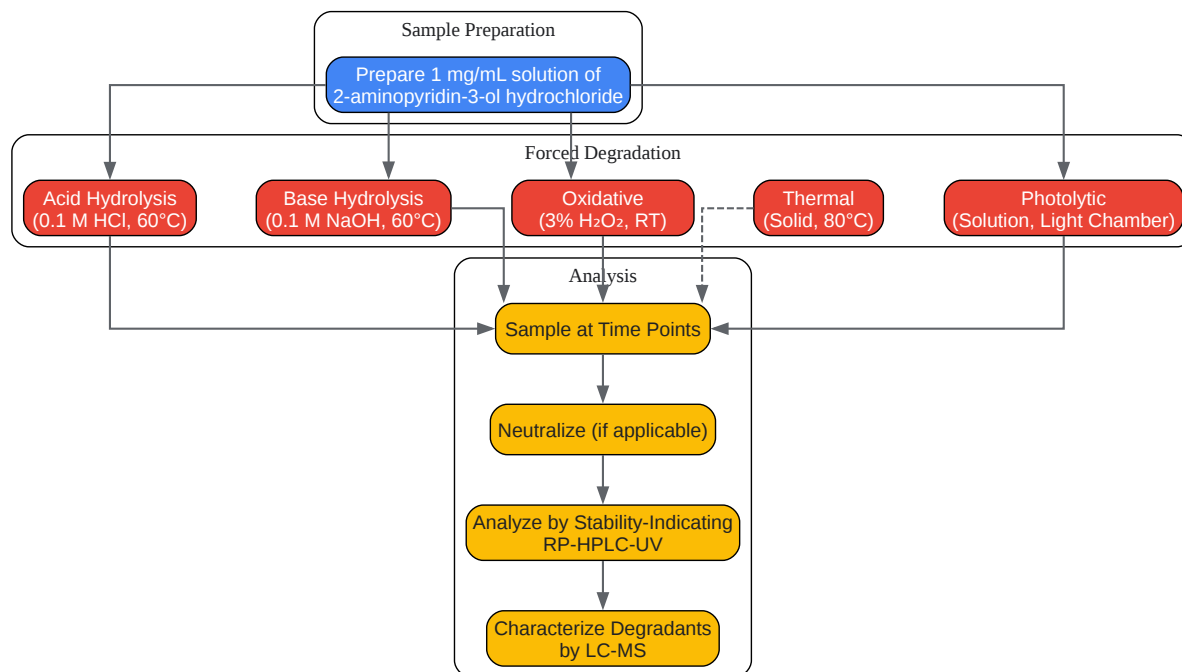 Sample Preparation
Prepare 1 mg/mL solution of
2-aminopyridin-3-ol hydrochloride
Forced Degradation
Acid Hydrolysis
(0.1 M HCl, 60°C)
Base Hydrolysis
(0.1 M NaOH, 60°C)
Oxidative
(3% H₂O₂, RT)
Thermal
(Solid, 80°C)
Photolytic
(Solution, Light Chamber)
Analysis
Sample at Time Points
Neutralize (if applicable)
Analyze by Stability-Indicating
RP-HPLC-UV
Characterize Degradants
by LC-MS